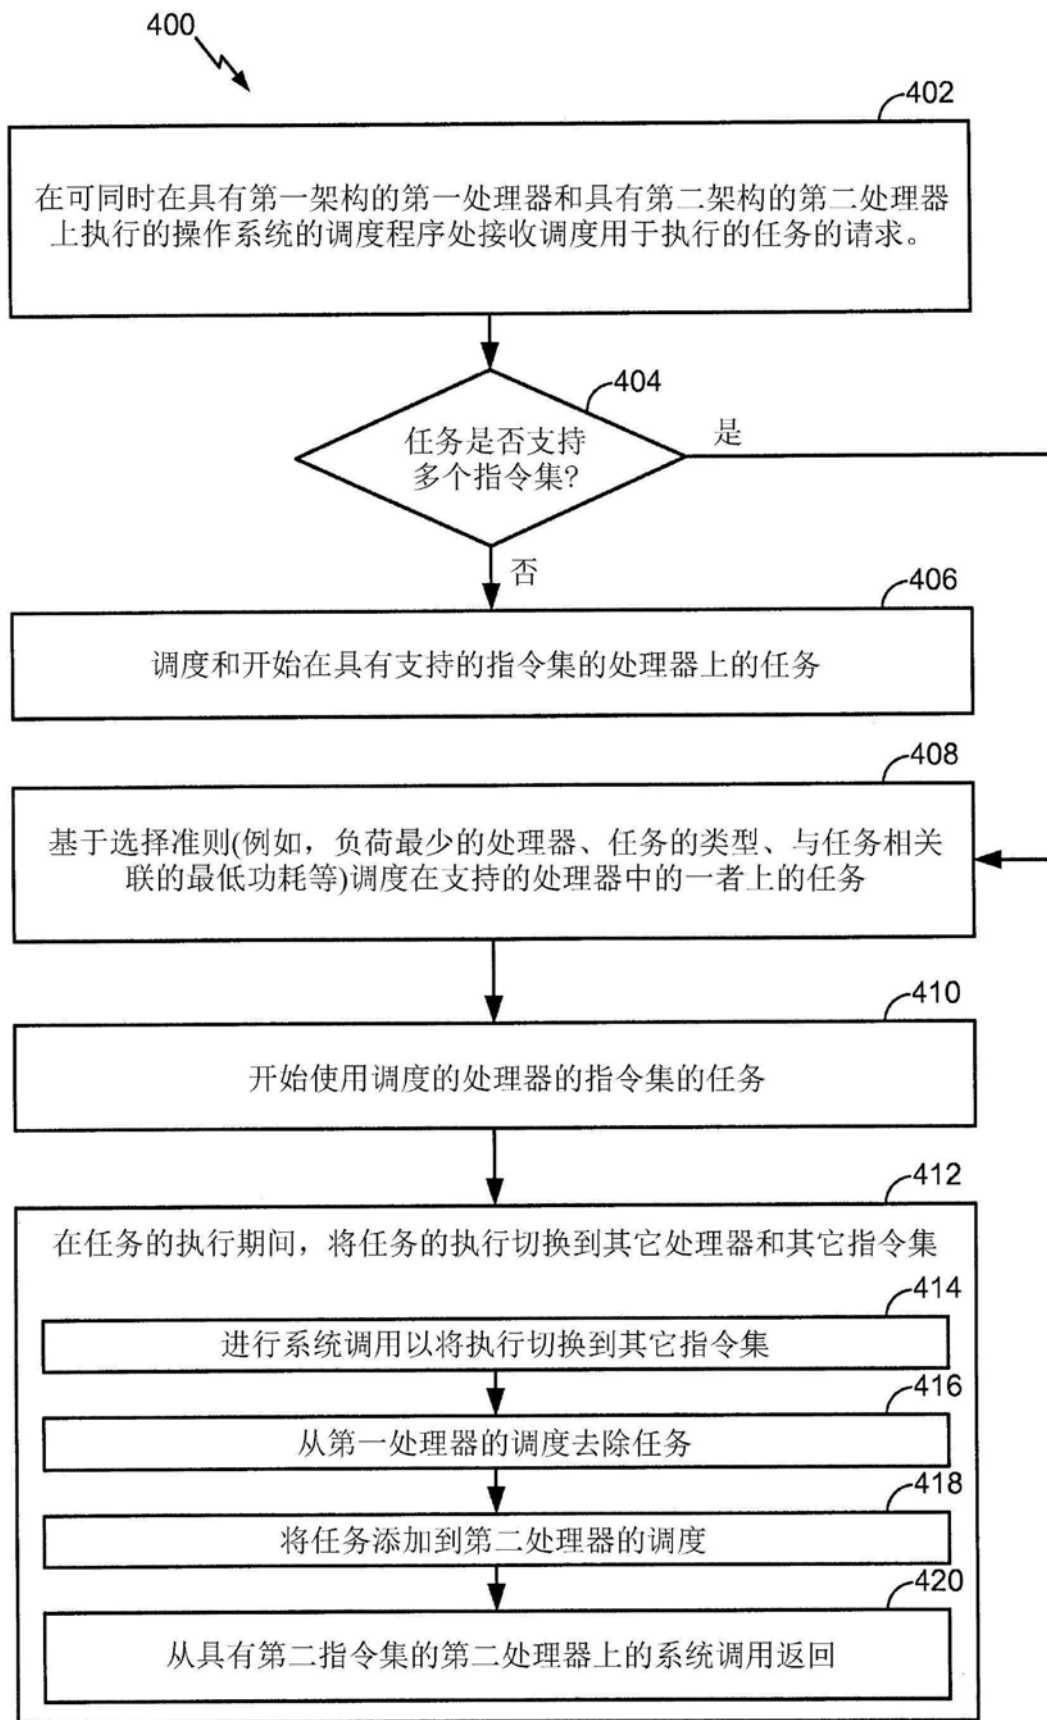 400
402
在可同时在具有第一架构的第一处理器和具有第二架构的第二处理器
上执行的操作系统的调度程序处接收调度用于执行的任务的请求。
404
任务是否支持
多个指令集?
是
否
406
调度和开始在具有支持的指令集的处理器上的任务
408
基于选择准则(例如，负荷最少的处理器、任务的类型、与任务相关
联的最低功耗等)调度在支持的处理器中的一者上的任务
410
开始使用调度的处理器的指令集的任务
412
在任务的执行期间，将任务的执行切换到其它处理器和其它指令集
414
进行系统调用以将执行切换到其它指令集
416
从第一处理器的调度去除任务
418
将任务添加到第二处理器的调度
420
从具有第二指令集的第二处理器上的系统调用返回